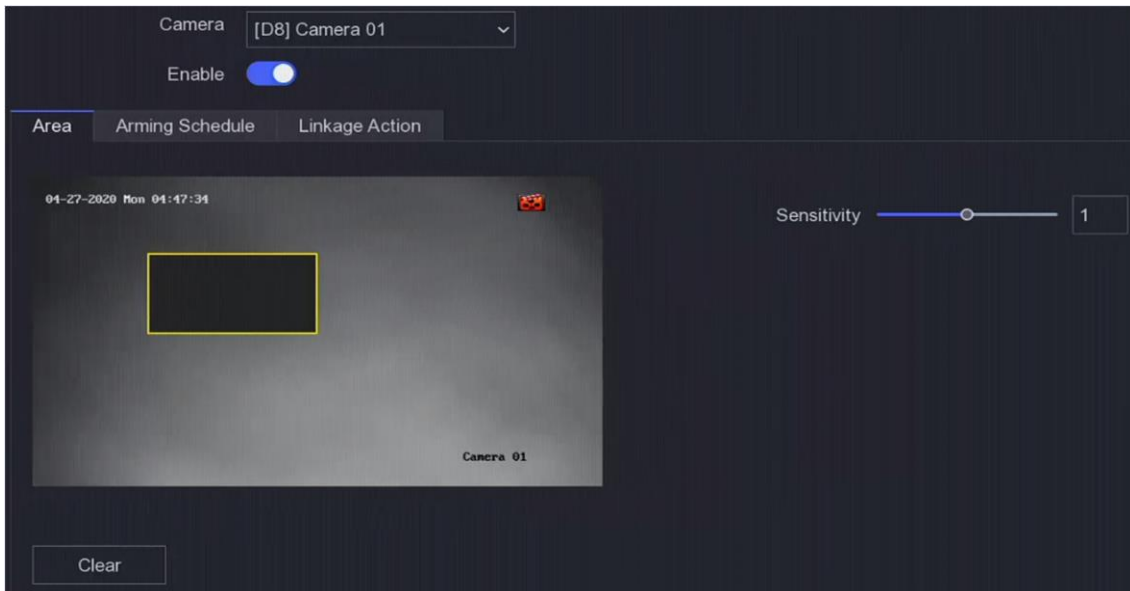 Camera [D8] Camera 01
Enable
Area Arming Schedule Linkage Action
04-27-2020 Mon 04:47:34
Sensitivity 1
Camera 01
Clear